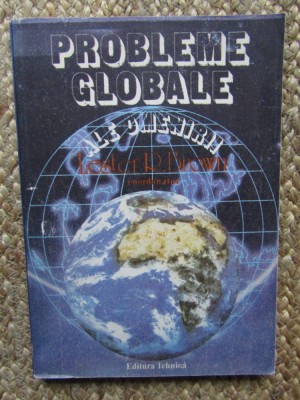 PROBLEME
GLOBALE
ALE OMENIRII
Lester R. Brown
coordonator
Editura Tehnică